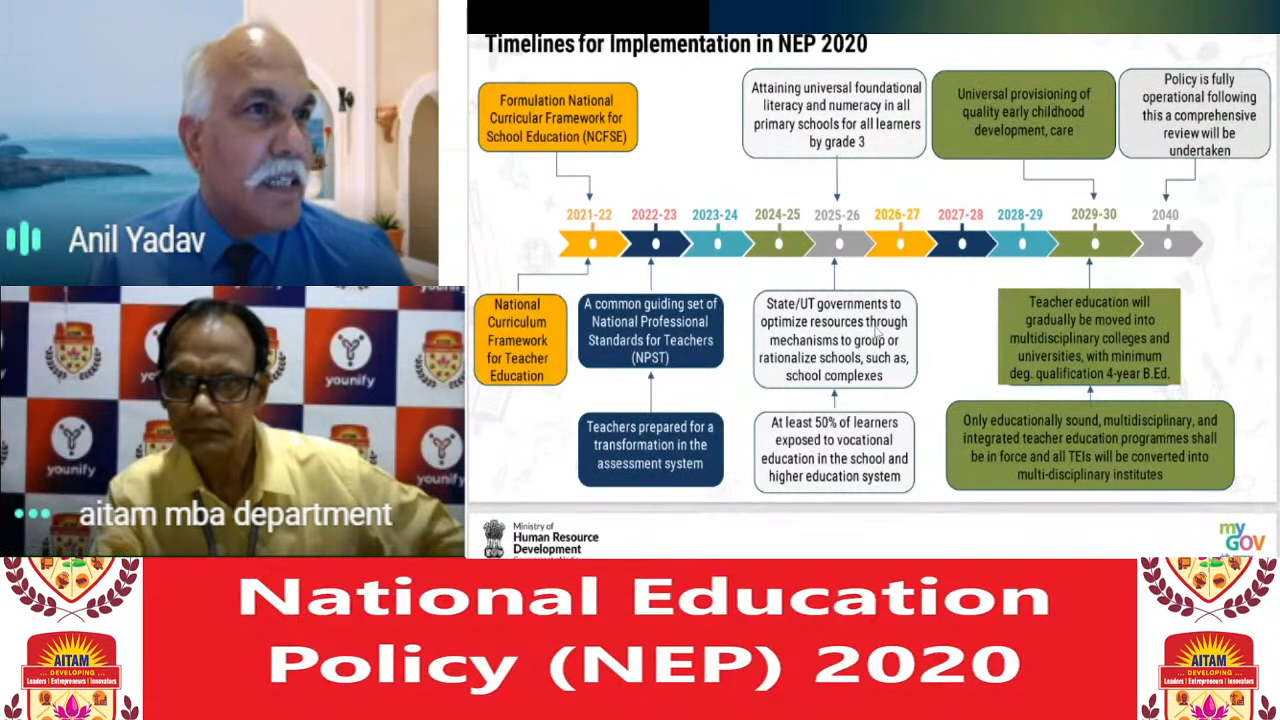 Anil Yadav
younify
younify
younify
younify
aitam mba department
Timelines for Implementation in NEP 2020
Formulation National
Curricular Framework for
School Education (NCFSE)
Attaining universal foundational
literacy and numeracy in all
primary schools for all learners
by grade 3
Universal provisioning of
quality early childhood
development, care
Policy is fully
operational following
this a comprehensive
review will be
undertaken
2021-22 2022-23 2023-24 2024-25 2025-26 2026-27 2027-28 2028-29 2029-30 2040
National
Curriculum
Framework
for Teacher
Education
A common guiding set of
National Professional
Standards for Teachers
(NPST)
State/UT governments to
optimize resources through
mechanisms to group or
rationalize schools, such as,
school complexes
Teacher education will
gradually be moved into
multidisciplinary colleges and
universities, with minimum
deg. qualification 4-year B.Ed.
Teachers prepared for a
transformation in the
assessment system
At least 50% of learners
exposed to vocational
education in the school and
higher education system
Only educationally sound, multidisciplinary, and
integrated teacher education programmes shall
be in force and all TEIs will be converted into
multi-disciplinary institutes
Ministry of
Human Resource
Development
my
GOV
National Education
Policy (NEP) 2020
AITAM
... DEVELOPING ...
Leaders | Entrepreneurs | Innovators
AITAM
... DEVELOPING ...
Leaders | Entrepreneurs | Innovators